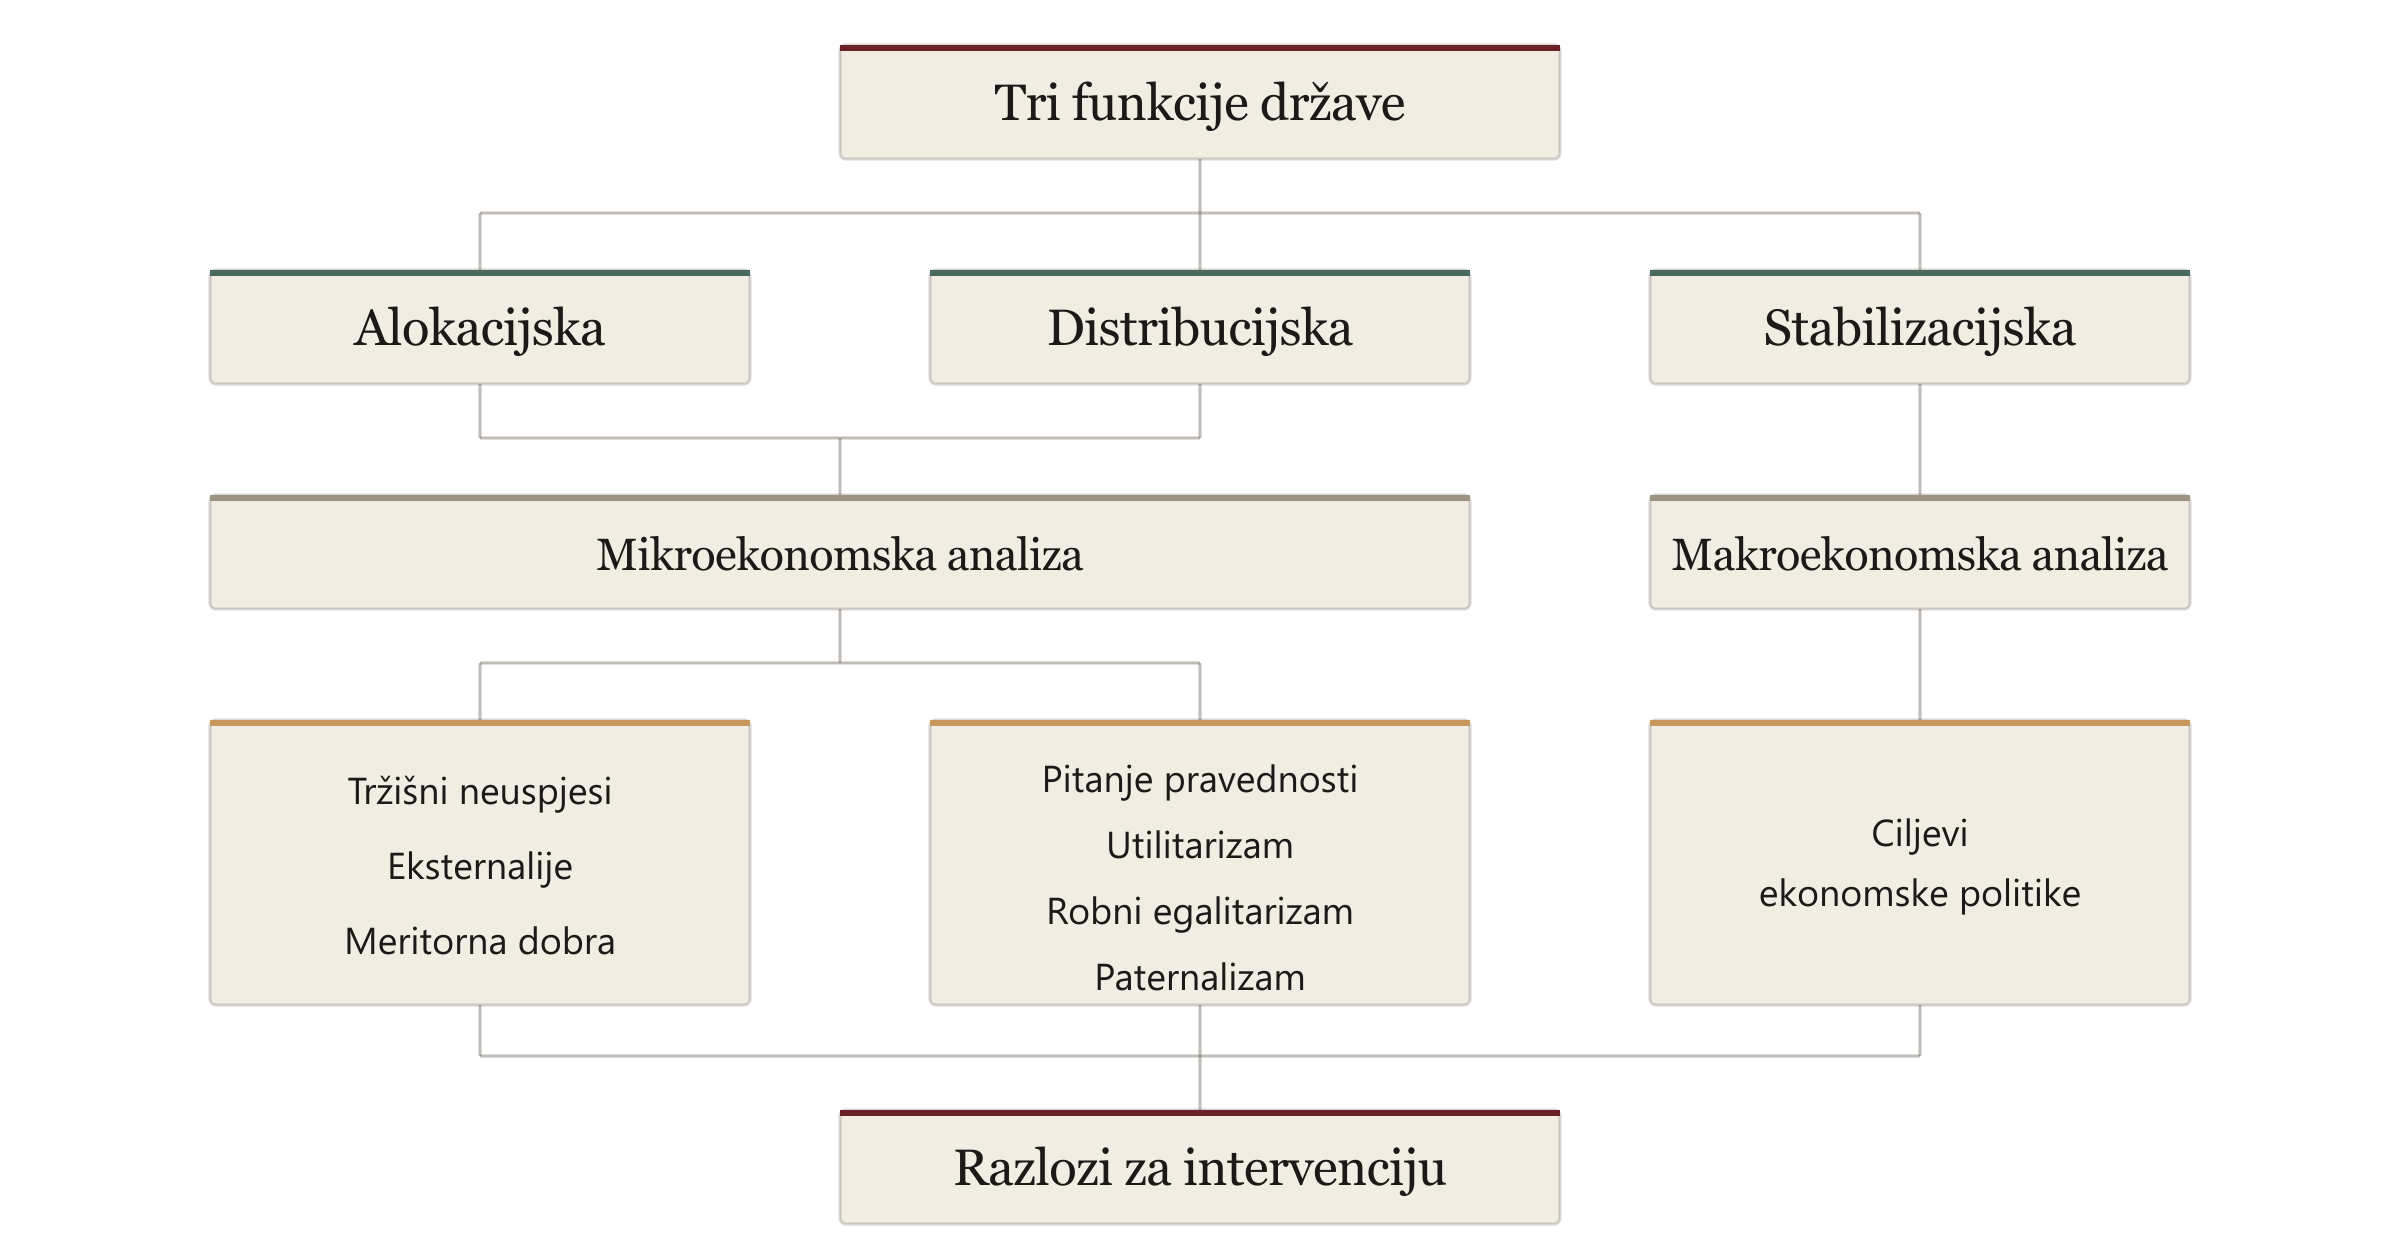 Tri funkcije države
Alokacijska
Distribucijska
Stabilizacijska
Mikroekonomska analiza
Makroekonomska analiza
Tržišni neuspjesi
Eksternalije
Meritorna dobra
Pitanje pravednosti
Utilitarizam
Robni egalitarizam
Paternalizam
Ciljevi
ekonomske politike
Razlozi za intervenciju